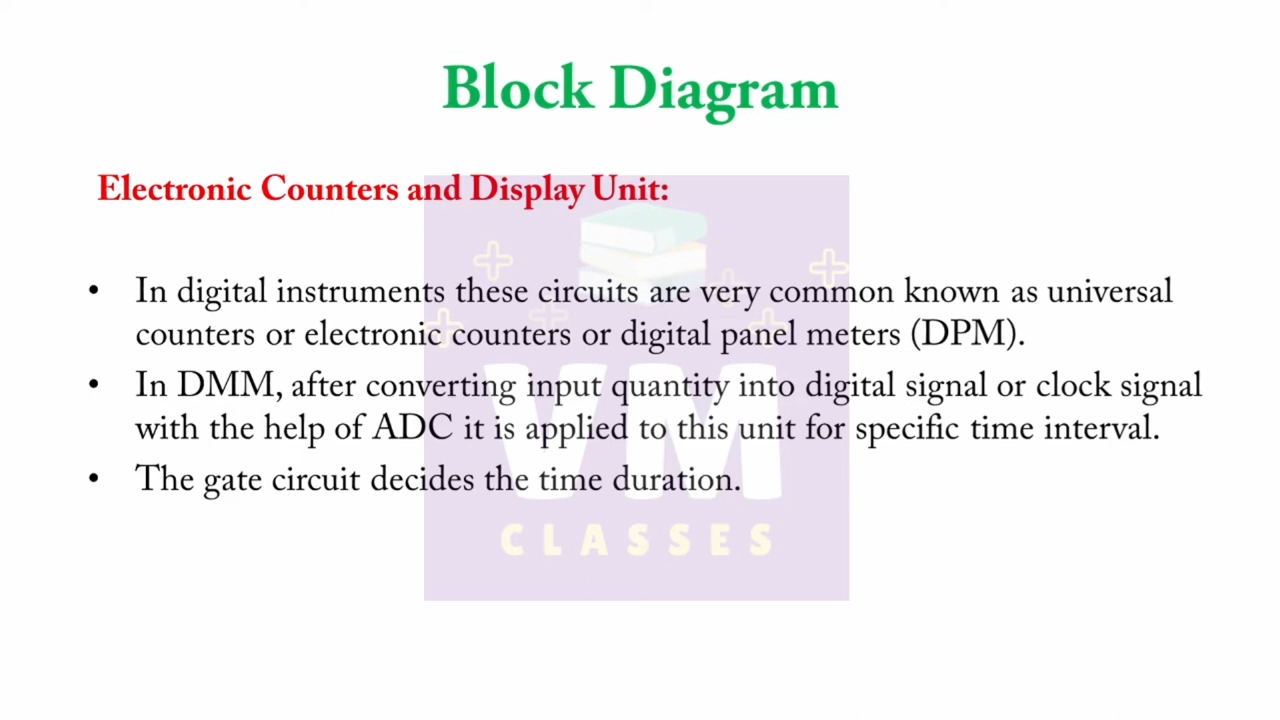 Block Diagram
Electronic Counters and Display Unit:
• In digital instruments these circuits are very common known as universal
counters or electronic counters or digital panel meters (DPM).
• In DMM, after converting input quantity into digital signal or clock signal
with the help of ADC it is applied to this unit for specific time interval.
• The gate circuit decides the time duration.
VM
CLASSES